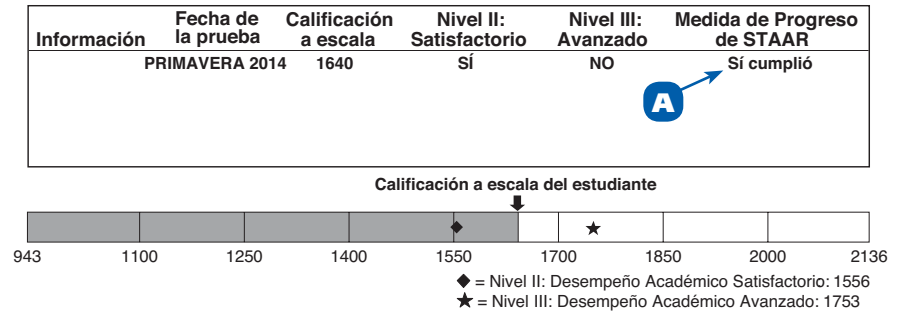 Información Fecha de la prueba Calificación a escala Nivel II: Satisfactorio Nivel III: Avanzado Medida de Progreso de STAAR
PRIMAVERA 2014 1640 SÍ NO Sí cumplió
A
Calificación a escala del estudiante
943 1100 1250 1400 1550 1700 1850 2000 2136
◆ = Nivel II: Desempeño Académico Satisfactorio: 1556
★ = Nivel III: Desempeño Académico Avanzado: 1753